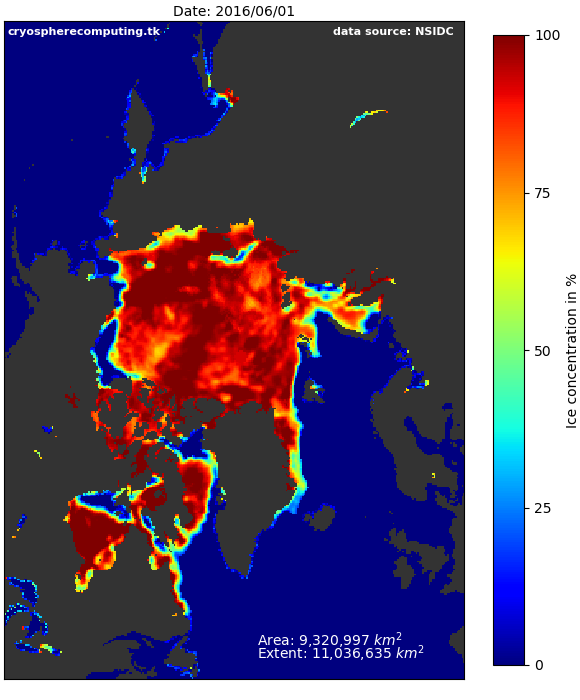 Date: 2016/06/01
cryospherecomputing.tk
data source: NSIDC
100
75
50
25
0
Ice concentration in %
Area: 9,320,997 km²
Extent: 11,036,635 km²